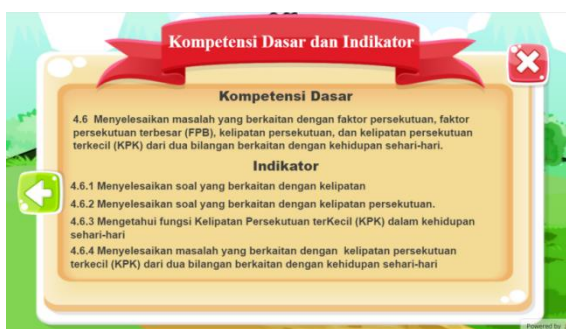 Kompetensi Dasar dan Indikator
Kompetensi Dasar
4.6 Menyelesaikan masalah yang berkaitan dengan faktor persekutuan, faktor
persekutuan terbesar (FPB), kelipatan persekutuan, dan kelipatan persekutuan
terkecil (KPK) dari dua bilangan berkaitan dengan kehidupan sehari-hari.
Indikator
4.6.1 Menyelesaikan soal yang berkaitan dengan kelipatan
4.6.2 Menyelesaikan soal yang berkaitan dengan kelipatan persekutuan.
4.6.3 Mengetahui fungsi Kelipatan Persekutuan terKecil (KPK) dalam kehidupan
sehari-hari
4.6.4 Menyelesaikan masalah yang berkaitan dengan kelipatan persekutuan
terkecil (KPK) dari dua bilangan berkaitan dengan kehidupan sehari-hari
Powered by